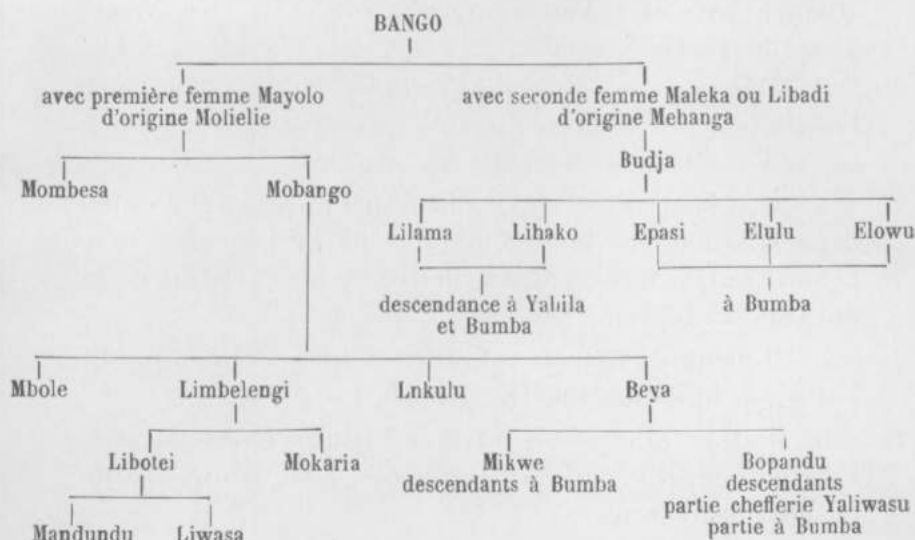 BANGO
avec première femme Mayolo
d'origine Molielie
avec seconde femme Maleka ou Libadi
d'origine Mehanga
Budja
Mombesa Mobango
Lilama Libako Epasi Elulu Elowu
descendance à Yabila
et Bumba
à Bumba
Mbole Limbelengi Lnkulu Beya
Libotei Mokaria
Mikwe
descendants à Bumba
Bopandu
descendants
partie chefferie Yaliwasu
partie à Bumba
Mandundu Liwasa